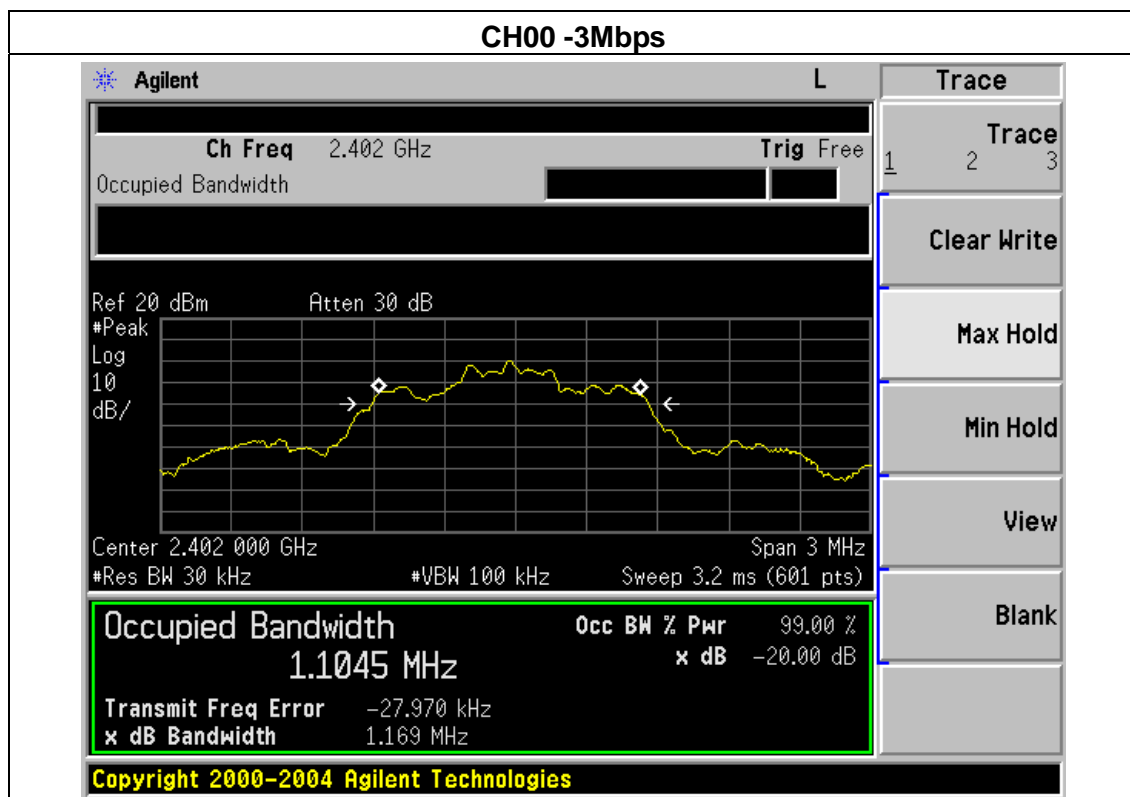 CH00 -3Mbps
Agilent L Trace
Ch Freq 2.402 GHz Trig Free
Occupied Bandwidth
Trace
1 2 3
Clear Write
Max Hold
Min Hold
View
Blank
Ref 20 dBm Atten 30 dB
#Peak
Log
10
dB/
Center 2.402 000 GHz Span 3 MHz
#Res BW 30 kHz #VBW 100 kHz Sweep 3.2 ms (601 pts)
Occupied Bandwidth Occ BW % Pwr 99.00 %
1.1045 MHz x dB -20.00 dB
Transmit Freq Error -27.970 kHz
x dB Bandwidth 1.169 MHz
Copyright 2000-2004 Agilent Technologies